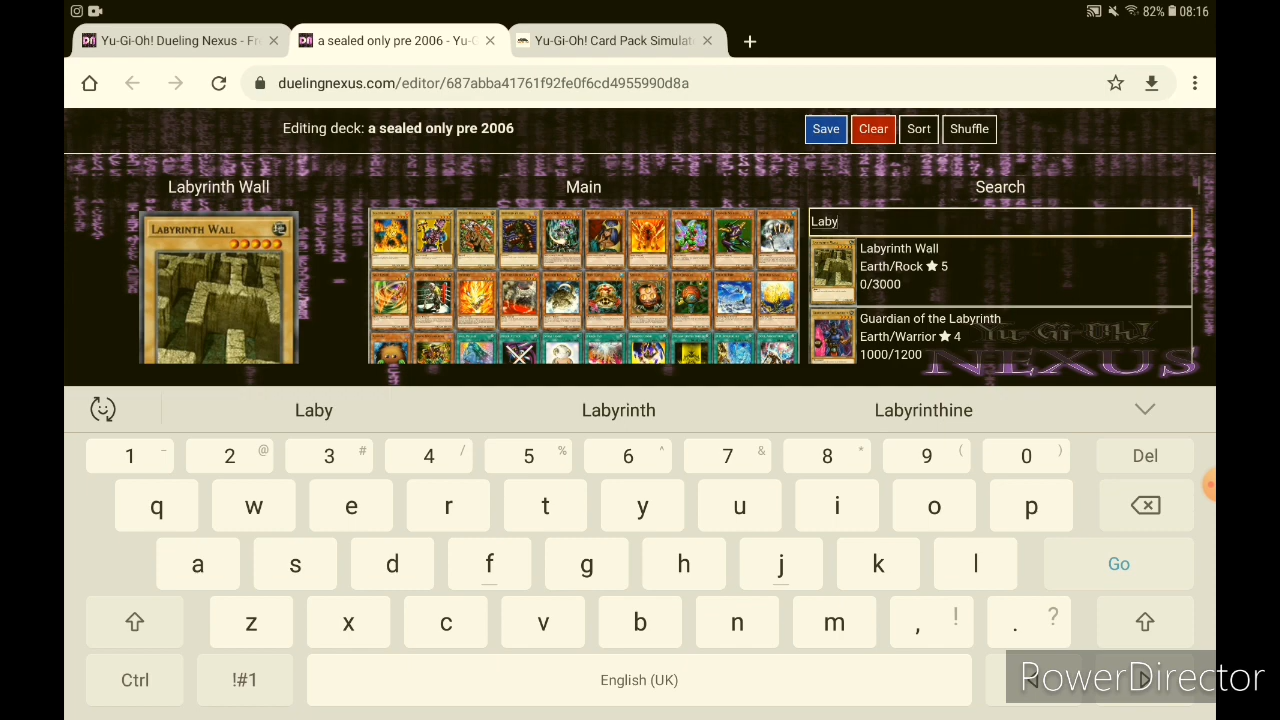 82% 08:16
Yu-Gi-Oh! Dueling Nexus - Fr
a sealed only pre 2006 - Yu-G
Yu-Gi-Oh! Card Pack Simulat
duelingnexus.com/editor/687abba41761f92fe0f6cd4955990d8a
Editing deck: a sealed only pre 2006
Save Clear Sort Shuffle
Labyrinth Wall
Main
Search
LABYRINTH WALL
Laby
Labyrinth Wall
Earth/Rock ★ 5
0/3000
Guardian of the Labyrinth
Earth/Warrior ★ 4
1000/1200
Yu-Gi-Oh!
NEXUS
Laby Labyrinth Labyrinthine
1 - 2 @ 3 # 4 / 5 % 6 ^ 7 & 8 * 9 ( 0 ) Del
q w e r t y u i o p
a s d f g h j k l Go
z x c v b n m , ! . ?
Ctrl !#1 English (UK)
PowerDirector